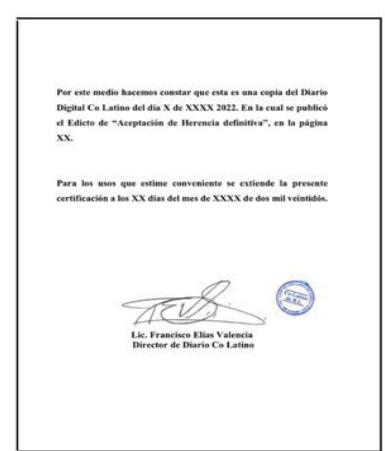 Por este medio hacemos constar que esta es una copia del Diario
Digital Co Latino del día X de XXXX 2022. En la cual se publicó
el Edicto de “Aceptación de Herencia definitiva”, en la página
XX.
Para los usos que estime conveniente se extiende la presente
certificación a los XX días del mes de XXXX de dos mil veintidós.
Lic. Francisco Elías Valencia
Director de Diario Co Latino